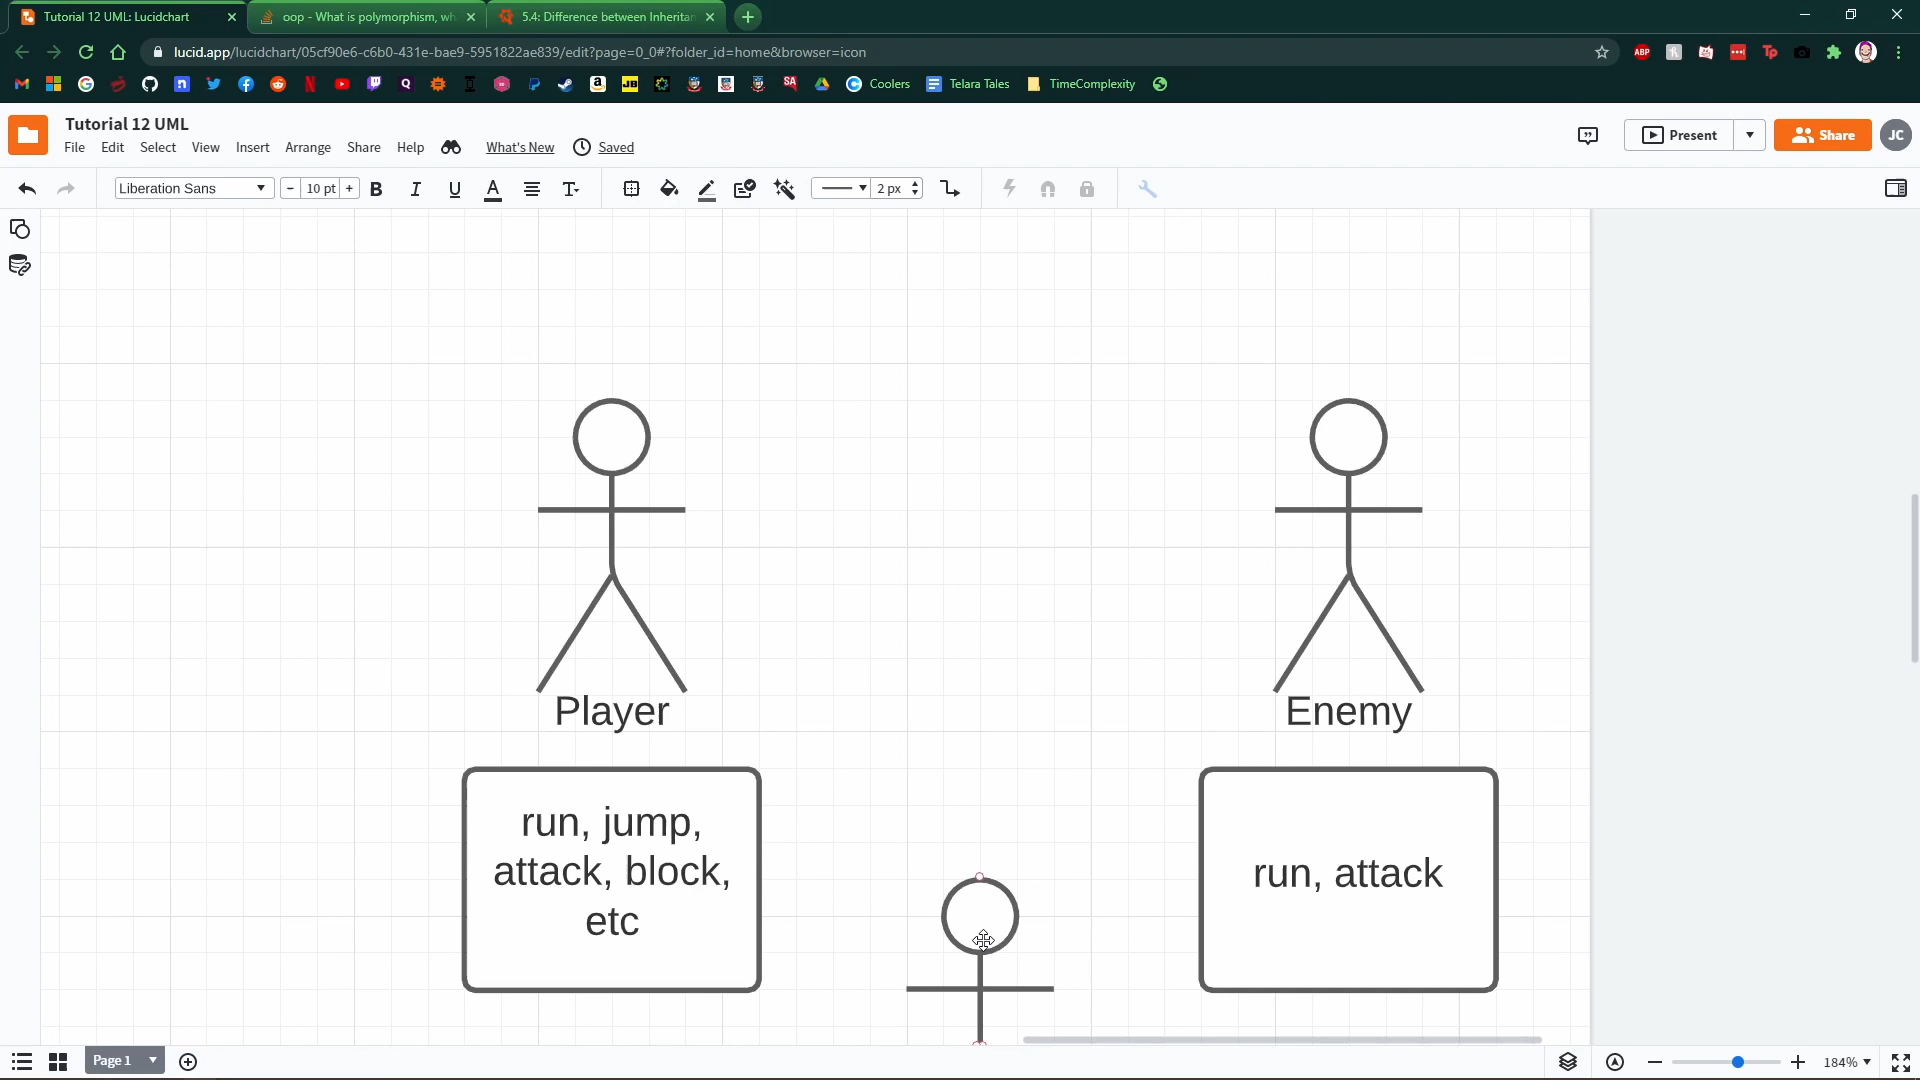 Tutorial 12 UML: Lucidchart
oop - What is polymorphism, wh
5.4: Difference between Inheritan
lucid.app/lucidchart/05cf90e6-c6b0-431e-bae9-5951822ae839/edit?page=0_0#?folder_id=home&browser=icon
Coolers
Telara Tales
TimeComplexity
Tutorial 12 UML
File Edit Select View Insert Arrange Share Help What's New Saved
Present
Share
JC
Liberation Sans
- 10 pt +
B I U A
2 px
Player
Enemy
run, jump,
attack, block,
etc
run, attack
Page 1
184%